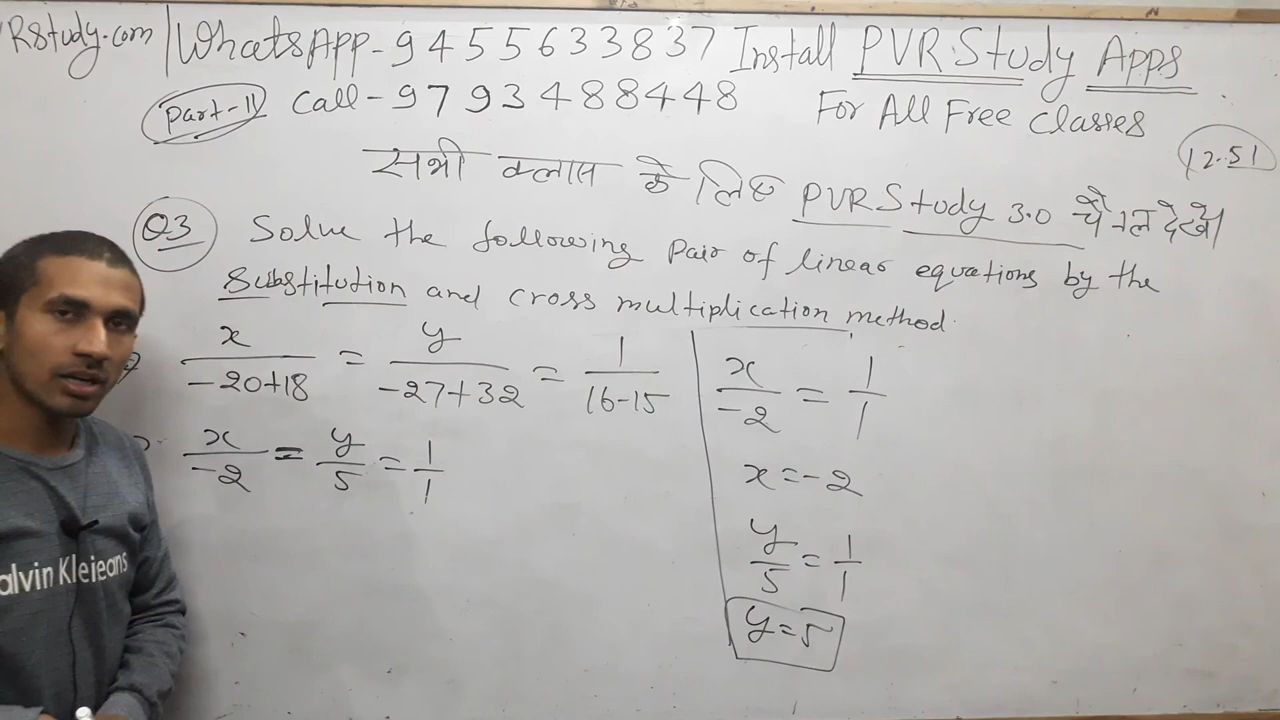 RStudy.com | WhatsApp - 9455633837 Install PVR Study Apps
Part-11 Call - 9793488448 For All Free Classes
12.51
सभी क्लास के लिए PVR Study 3.0 चैनल देखें।
Q3 Solve the following pair of linear equations by the
substitution and cross multiplication method.
x/-20+18 = y/-27+32 = 1/16-15
x/-2 = y/5 = 1/1
x/-2 = 1/1
x=-2
y/5 = 1/1
y=5
alvin Kleijeans